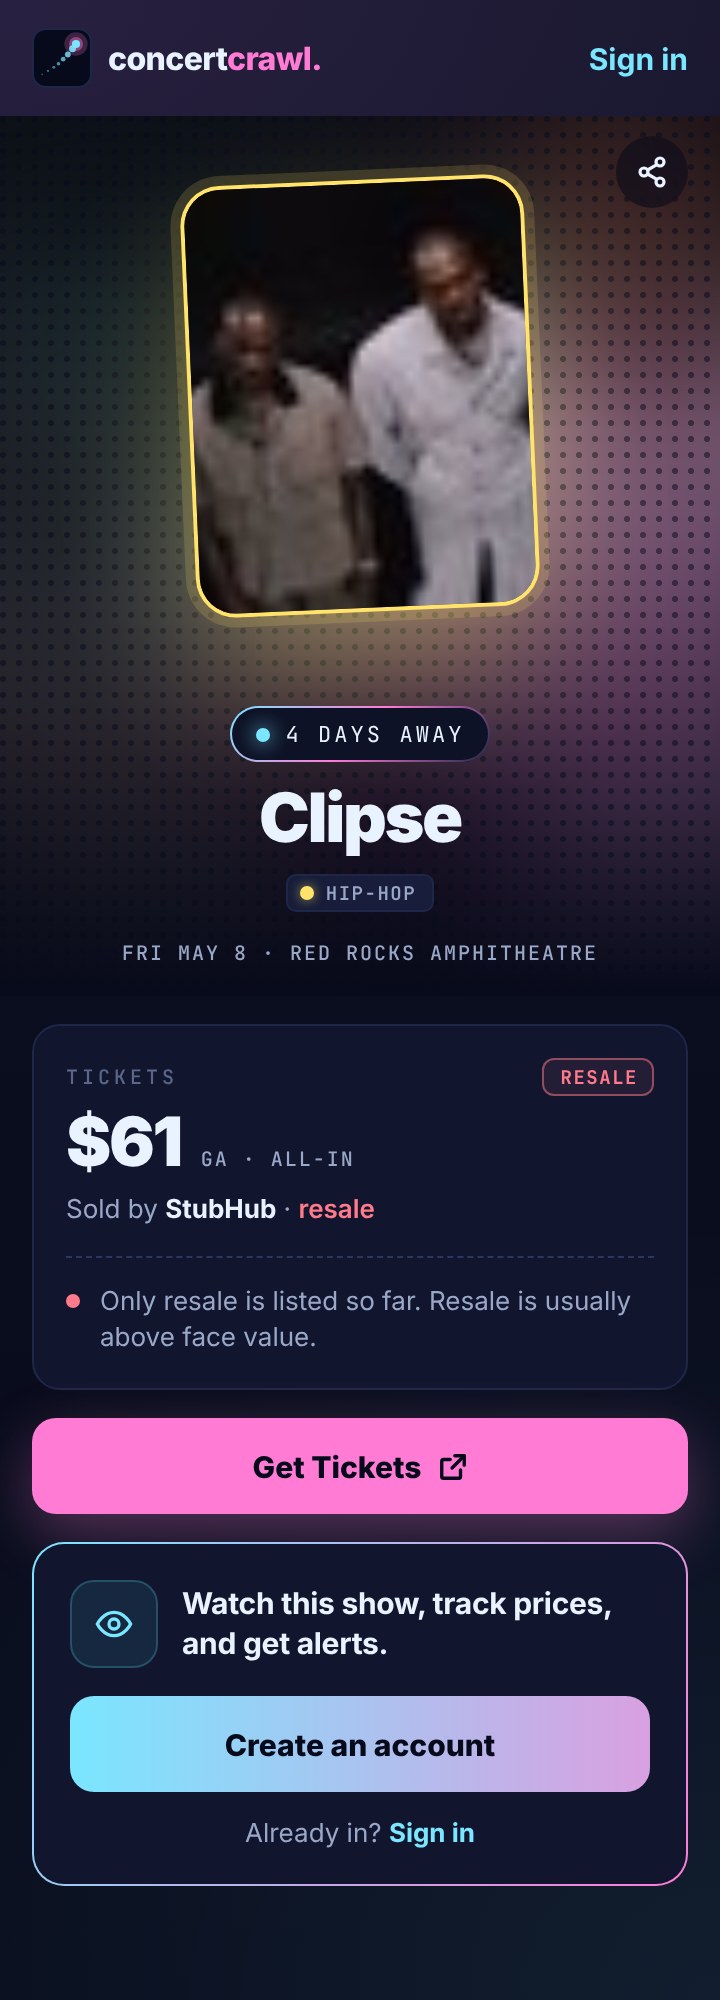 concertcrawl.
Sign in
4 DAYS AWAY
Clipse
HIP-HOP
FRI MAY 8 · RED ROCKS AMPHITHEATRE
TICKETS
RESALE
$61 GA · ALL-IN
Sold by StubHub · resale
Only resale is listed so far. Resale is usually
above face value.
Get Tickets
Watch this show, track prices,
and get alerts.
Create an account
Already in? Sign in